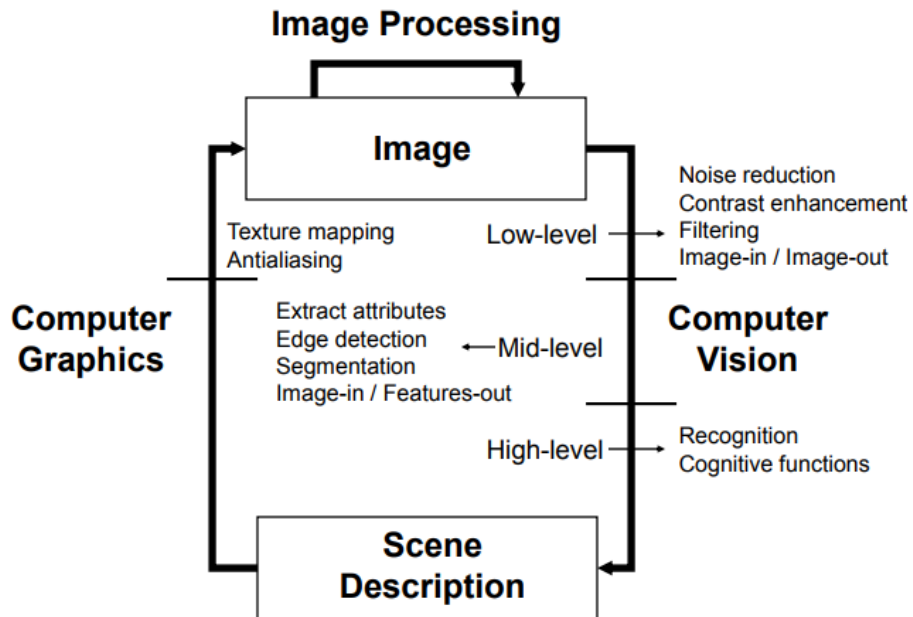 Image Processing
Image
Noise reduction
Contrast enhancement
Filtering
Image-in / Image-out
Low-level
Texture mapping
Antialiasing
Computer
Graphics
Extract attributes
Edge detection
Segmentation
Image-in / Features-out
Mid-level
Computer
Vision
High-level
Recognition
Cognitive functions
Scene
Description